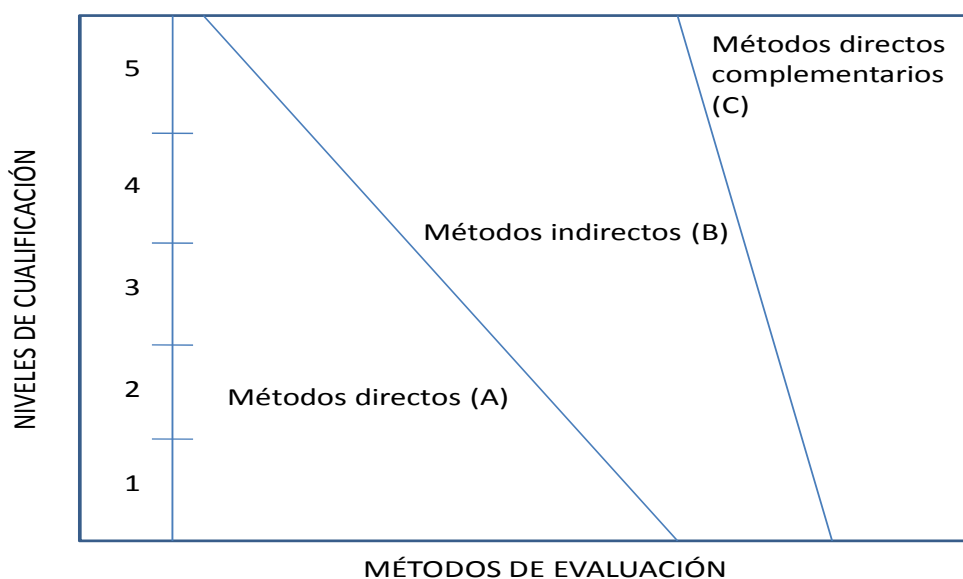 NIVELES DE CUALIFICACIÓN
5
4
3
2
1
Métodos directos (A)
Métodos indirectos (B)
Métodos directos
complementarios
(C)
MÉTODOS DE EVALUACIÓN